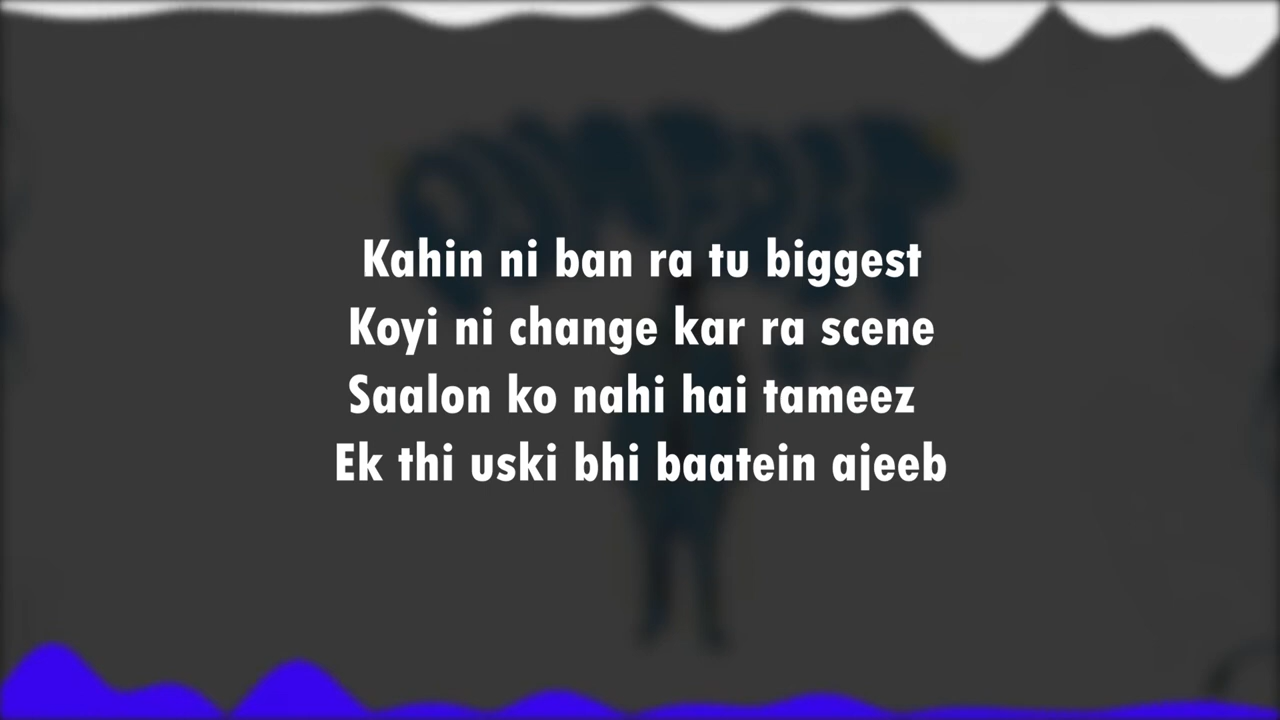 Kahin ni ban ra tu biggest
Koyi ni change kar ra scene
Saalon ko nahi hai tameez
Ek thi uski bhi baatein ajeeb